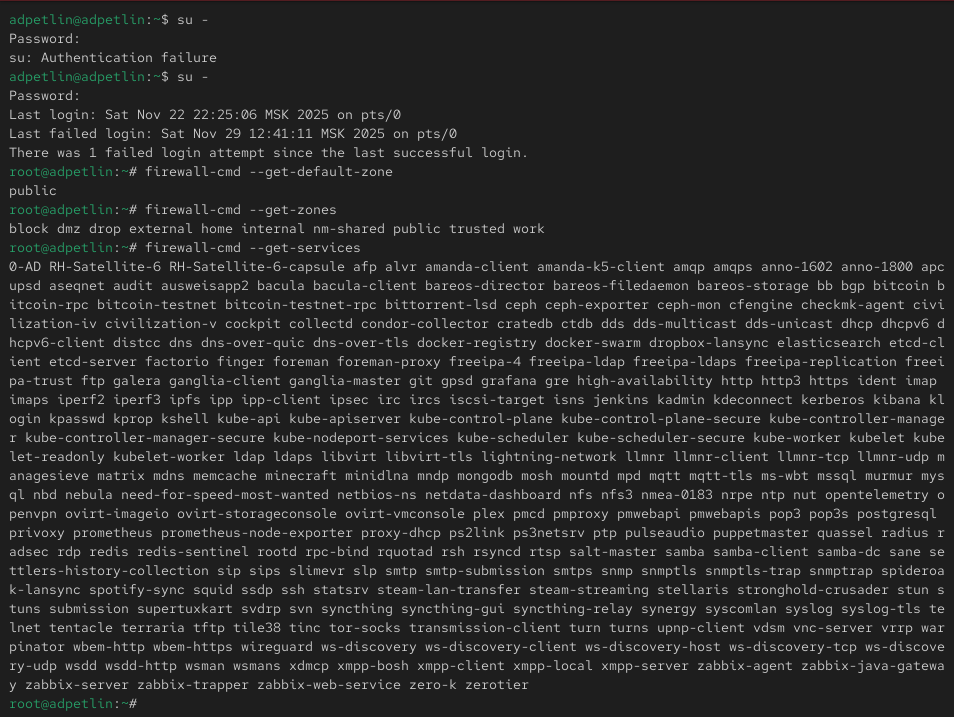 adpetlin@adpetlin:~$ su -
Password:
su: Authentication failure
adpetlin@adpetlin:~$ su -
Password:
Last login: Sat Nov 22 22:25:06 MSK 2025 on pts/0
Last failed login: Sat Nov 29 12:41:11 MSK 2025 on pts/0
There was 1 failed login attempt since the last successful login.
root@adpetlin:~# firewall-cmd --get-default-zone
public
root@adpetlin:~# firewall-cmd --get-zones
block dmz drop external home internal nm-shared public trusted work
root@adpetlin:~# firewall-cmd --get-services
0-AD RH-Satellite-6 RH-Satellite-6-capsule afp alvr amanda-client amanda-k5-client amqp amqps anno-1602 anno-1800 apc
upsd aseqnet audit ausweisapp2 bacula bacula-client bareos-director bareos-filedaemon bareos-storage bb bgp bitcoin b
itcoin-rpc bitcoin-testnet bitcoin-testnet-rpc bittorrent-lsd ceph ceph-exporter ceph-mon cfengine checkmk-agent civi
lization-iv civilization-v cockpit collectd condor-collector cratedb ctdb dds dds-multicast dds-unicast dhcp dhcpv6 d
hcpv6-client distcc dns dns-over-quic dns-over-tls docker-registry docker-swarm dropbox-lansync elasticsearch etcd-cl
ient etcd-server factorio finger foreman foreman-proxy freeipa-4 freeipa-ldap freeipa-ldaps freeipa-replication freei
pa-trust ftp galera ganglia-client ganglia-master git gpsd grafana gre high-availability http http3 https ident imap
imaps iperf2 iperf3 ipfs ipp ipp-client ipsec irc ircs iscsi-target isns jenkins kadmin kdeconnect kerberos kibana kl
ogin kpasswd kprop kshell kube-api kube-apiserver kube-control-plane kube-control-plane-secure kube-controller-manage
r kube-controller-manager-secure kube-nodeport-services kube-scheduler kube-scheduler-secure kube-worker kubelet kube
let-readonly kubelet-worker ldap ldaps libvirt libvirt-tls lightning-network llmnr llmnr-client llmnr-tcp llmnr-udp m
anagesieve matrix mdns memcache minecraft minidlna mndp mongodb mosh mountd mpd mqtt mqtt-tls ms-wbt mssql murmur mys
ql nbd nebula need-for-speed-most-wanted netbios-ns netdata-dashboard nfs nfs3 nmea-0183 nrpe ntp nut opentelemetry o
penvpn ovirt-imageio ovirt-storageconsole ovirt-vmconsole plex pmcd pmproxy pmwebapi pmwebapis pop3 pop3s postgresql
privoxy prometheus prometheus-node-exporter proxy-dhcp ps2link ps3netsrv ptp pulseaudio puppetmaster quassel radius r
adsec rdp redis redis-sentinel rootd rpc-bind rquotad rsh rsyncd rtsp salt-master samba samba-client samba-dc sane se
ttlers-history-collection sip sips slimevr slp smtp smtp-submission smtps snmp snmptls snmptls-trap snmptrap spideroa
k-lansync spotify-sync squid ssdp ssh statsrv steam-lan-transfer steam-streaming stellaris stronghold-crusader stun s
tuns submission supertuxkart svdrp svn syncthing syncthing-gui syncthing-relay synergy syscomlan syslog syslog-tls te
lnet tentacle terraria tftp tile38 tinc tor-socks transmission-client turn turns upnp-client vdsm vnc-server vrrp war
pinator wbem-http wbem-https wireguard ws-discovery ws-discovery-client ws-discovery-host ws-discovery-tcp ws-discove
ry-udp wsdd wsdd-http wsman wsmans xdmcp xmpp-bosh xmpp-client xmpp-local xmpp-server zabbix-agent zabbix-java-gatewa
y zabbix-server zabbix-trapper zabbix-web-service zero-k zerotier
root@adpetlin:~#